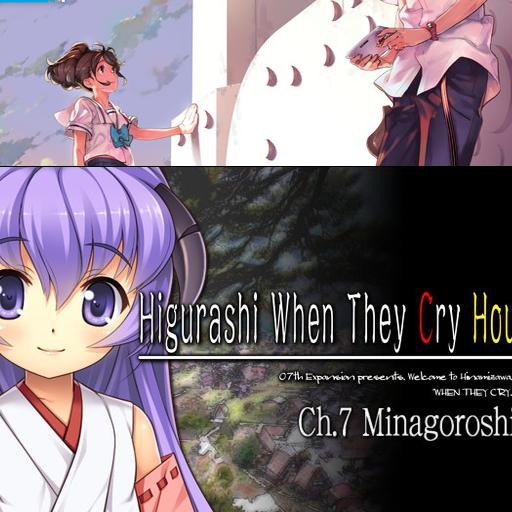 Higurashi When They Cry Hou
07th Expansion presents. Welcome to Hinamizawa.
WHEN THEY CRY.
Ch.7 Minagoroshi